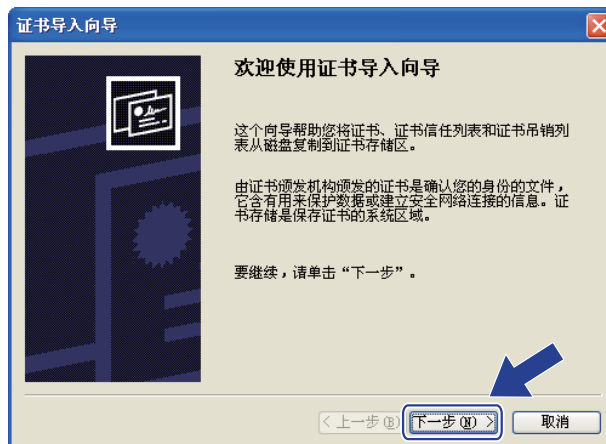 证书导入向导
欢迎使用证书导入向导
这个向导帮助您将证书、证书信任列表和证书吊销列
表从磁盘复制到证书存储区。
由证书颁发机构颁发的证书是确认您的身份的文件，
它含有用来保护数据或建立安全网络连接的信息。证
书存储是保存证书的系统区域。
要继续，请单击“下一步”。
< 上一步(B) 下一步(N) > 取消